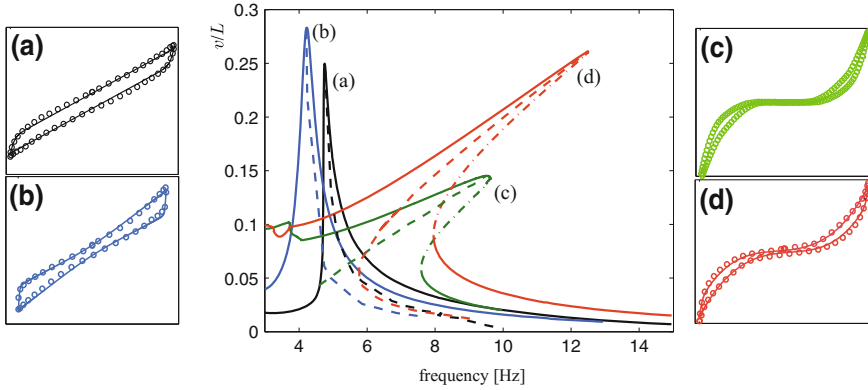 (a)
(b)
v/L
0.3
0.25
0.2
0.15
0.1
0.05
0
4
6
8
10
12
14
frequency [Hz]
(b)
(a)
(d)
(c)
(c)
(d)